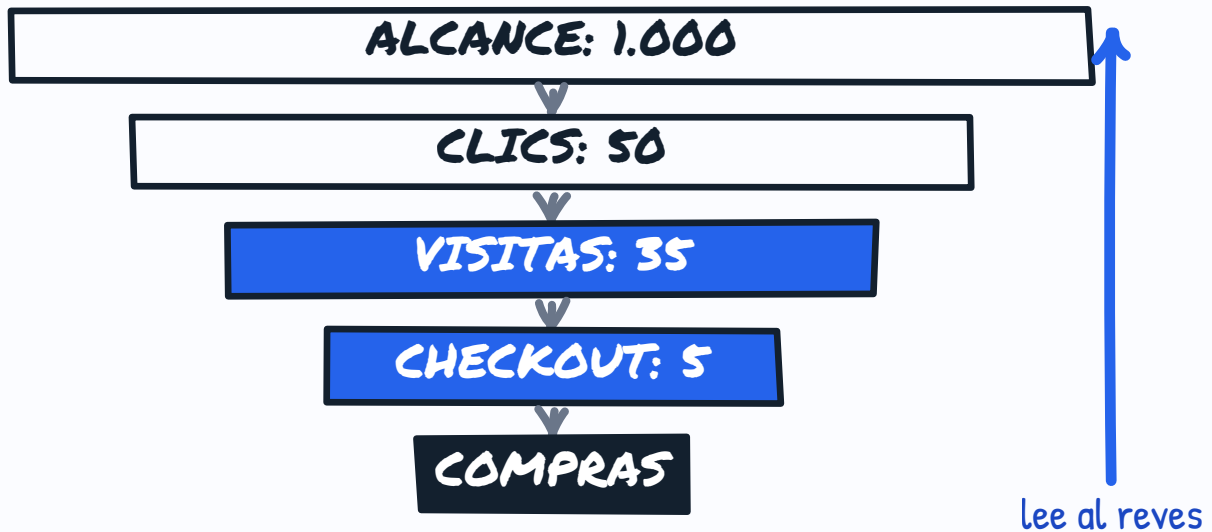 ALCANCE: 1.000
CLICS: 50
VISITAS: 35
CHECKOUT: 5
COMPRAS
lee al reves